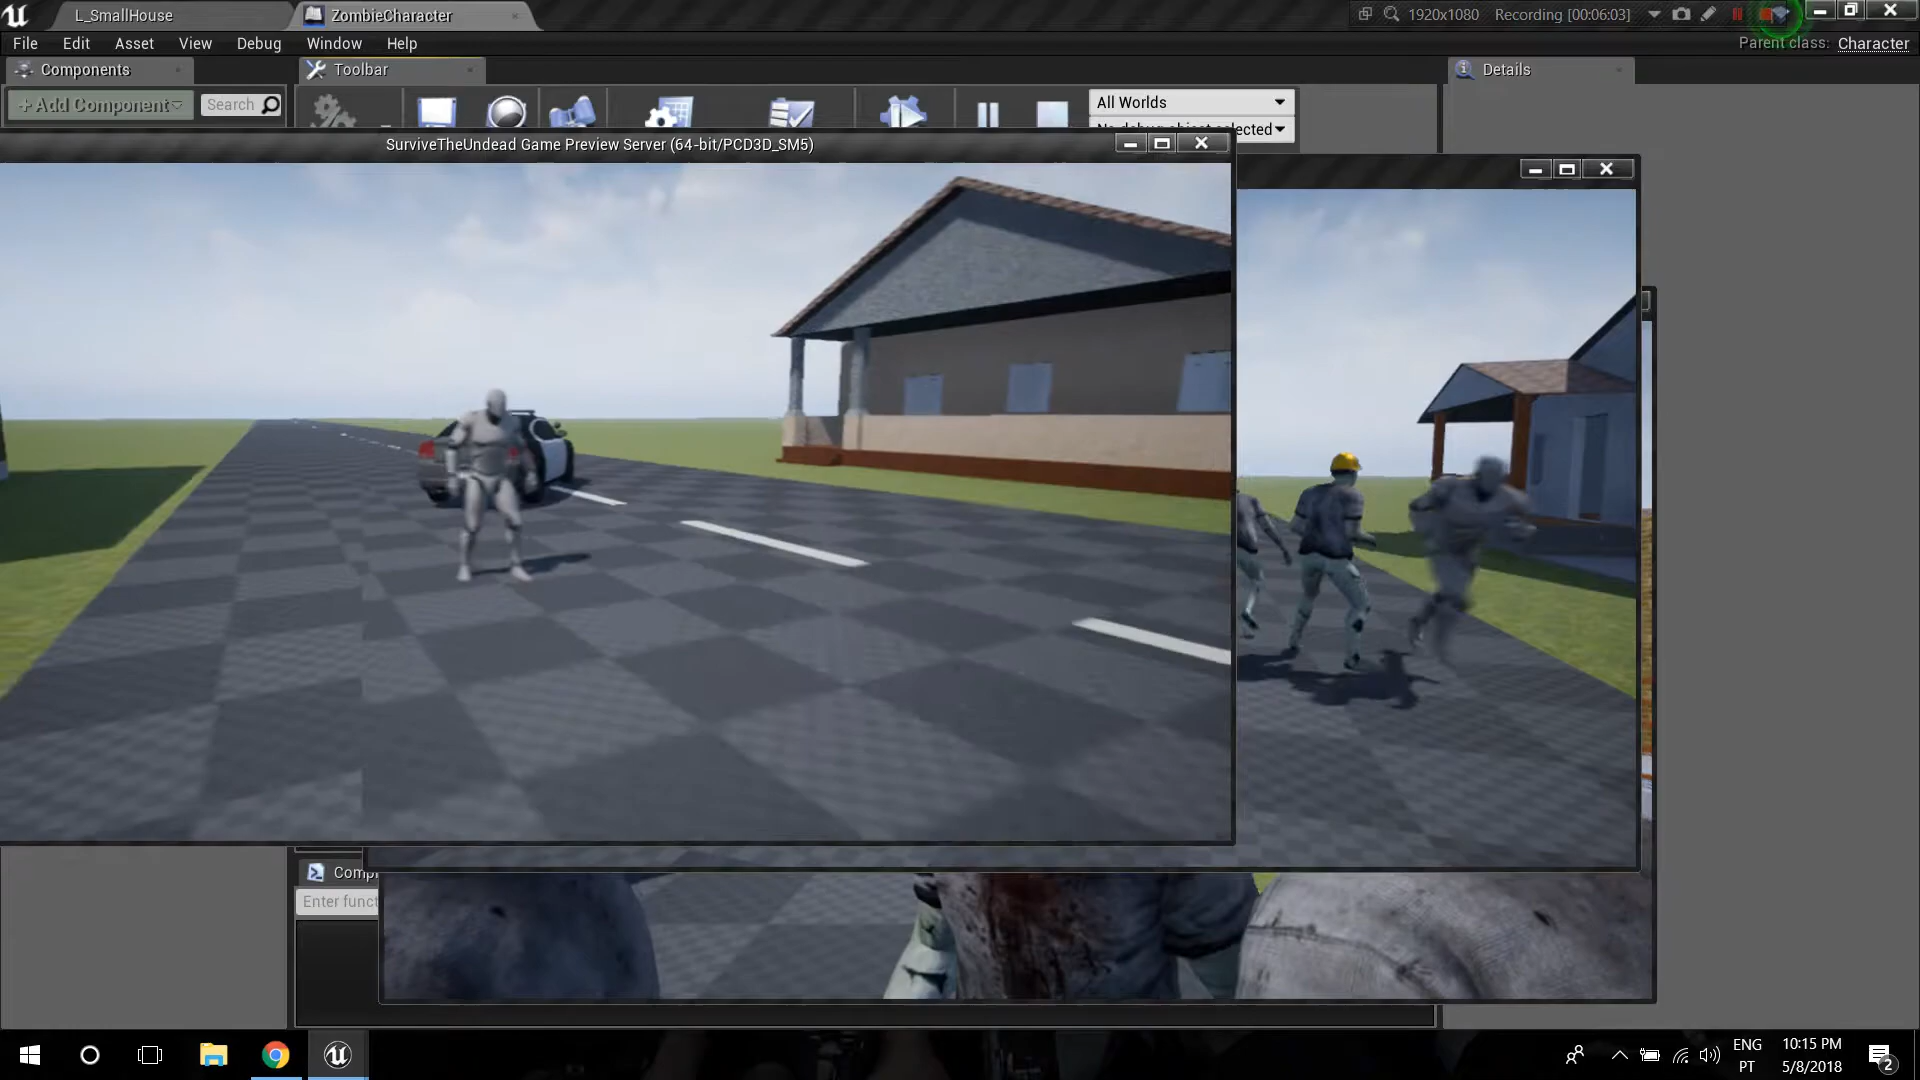 L_SmallHouse
ZombieCharacter
1920x1080
Recording [00:06:03]
File
Edit
Asset
View
Debug
Window
Help
Parent class:
Character
Components
Toolbar
Details
+Add Component
Search
All Worlds
selected
SurviveTheUndead Game Preview Server (64-bit/PCD3D_SM5)
Enter funct
ENG
PT
10:15 PM
5/8/2018
2